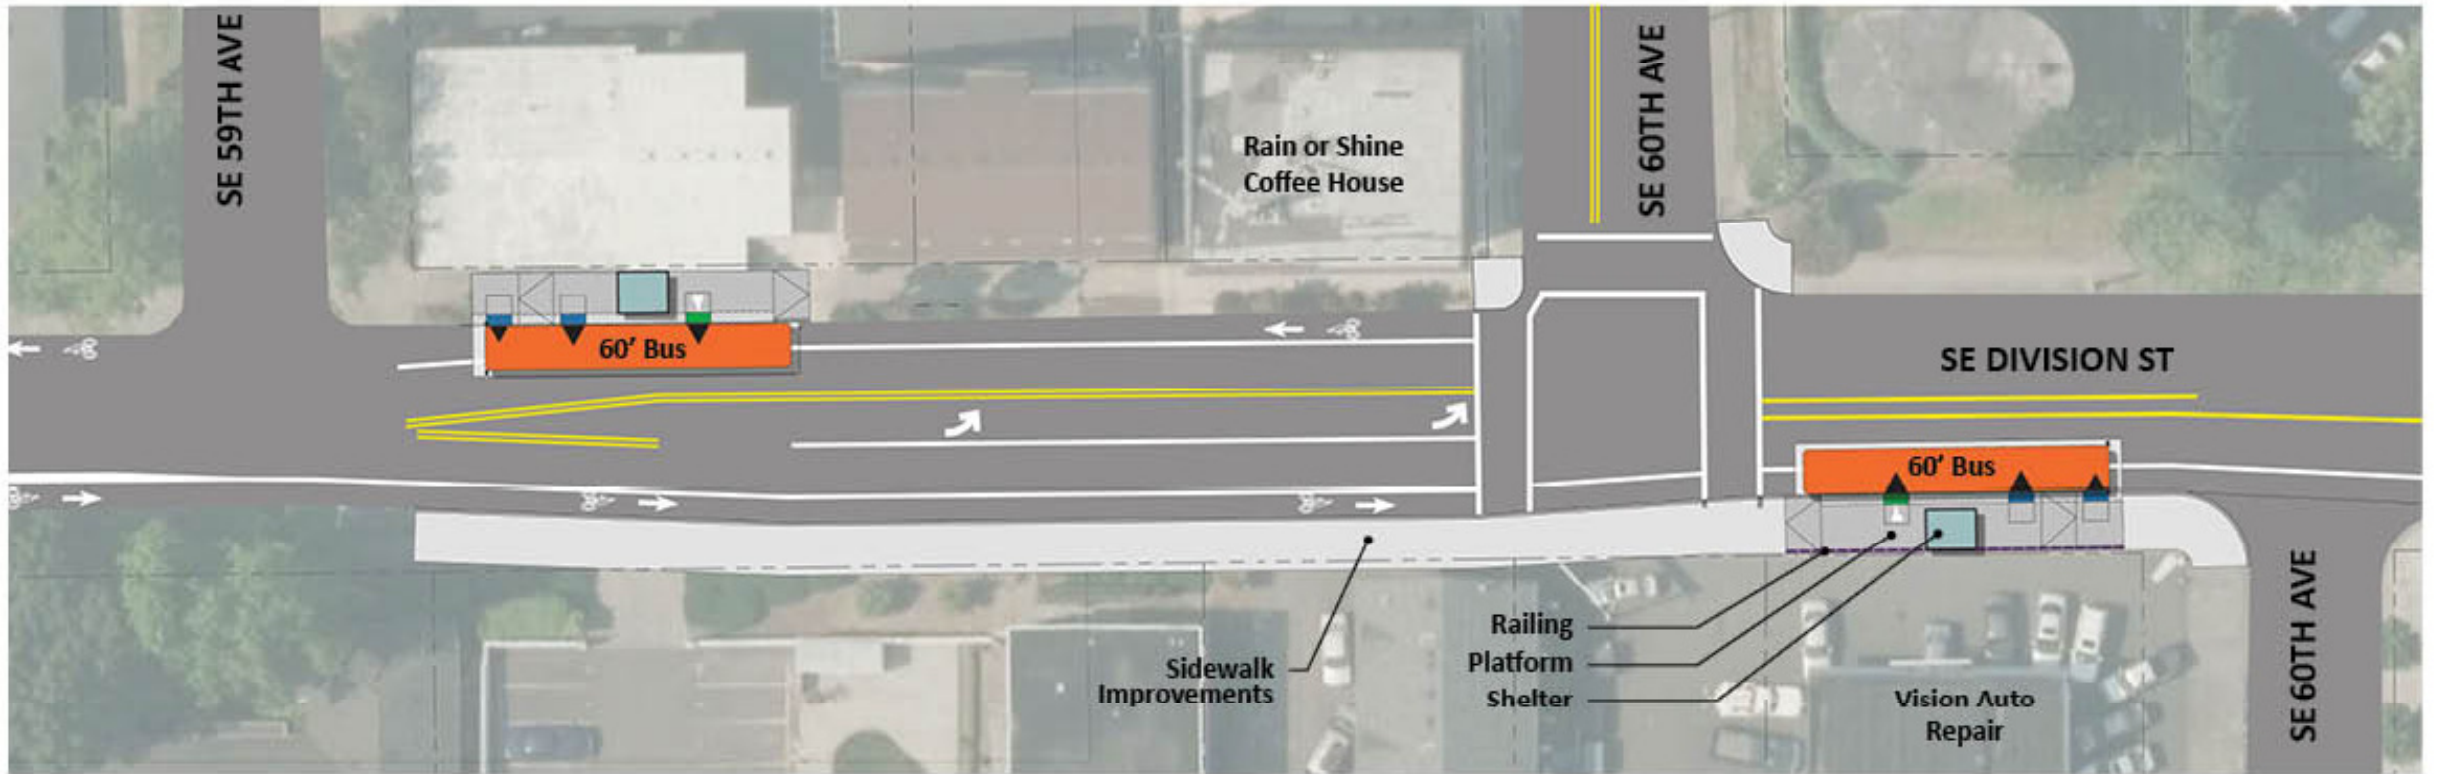 SE 59TH AVE
SE 60TH AVE
Rain or Shine
Coffee House
60' Bus
SE DIVISION ST
60' Bus
Railing
Platform
Shelter
Sidewalk
Improvements
Vision Auto
Repair
SE 60TH AVE